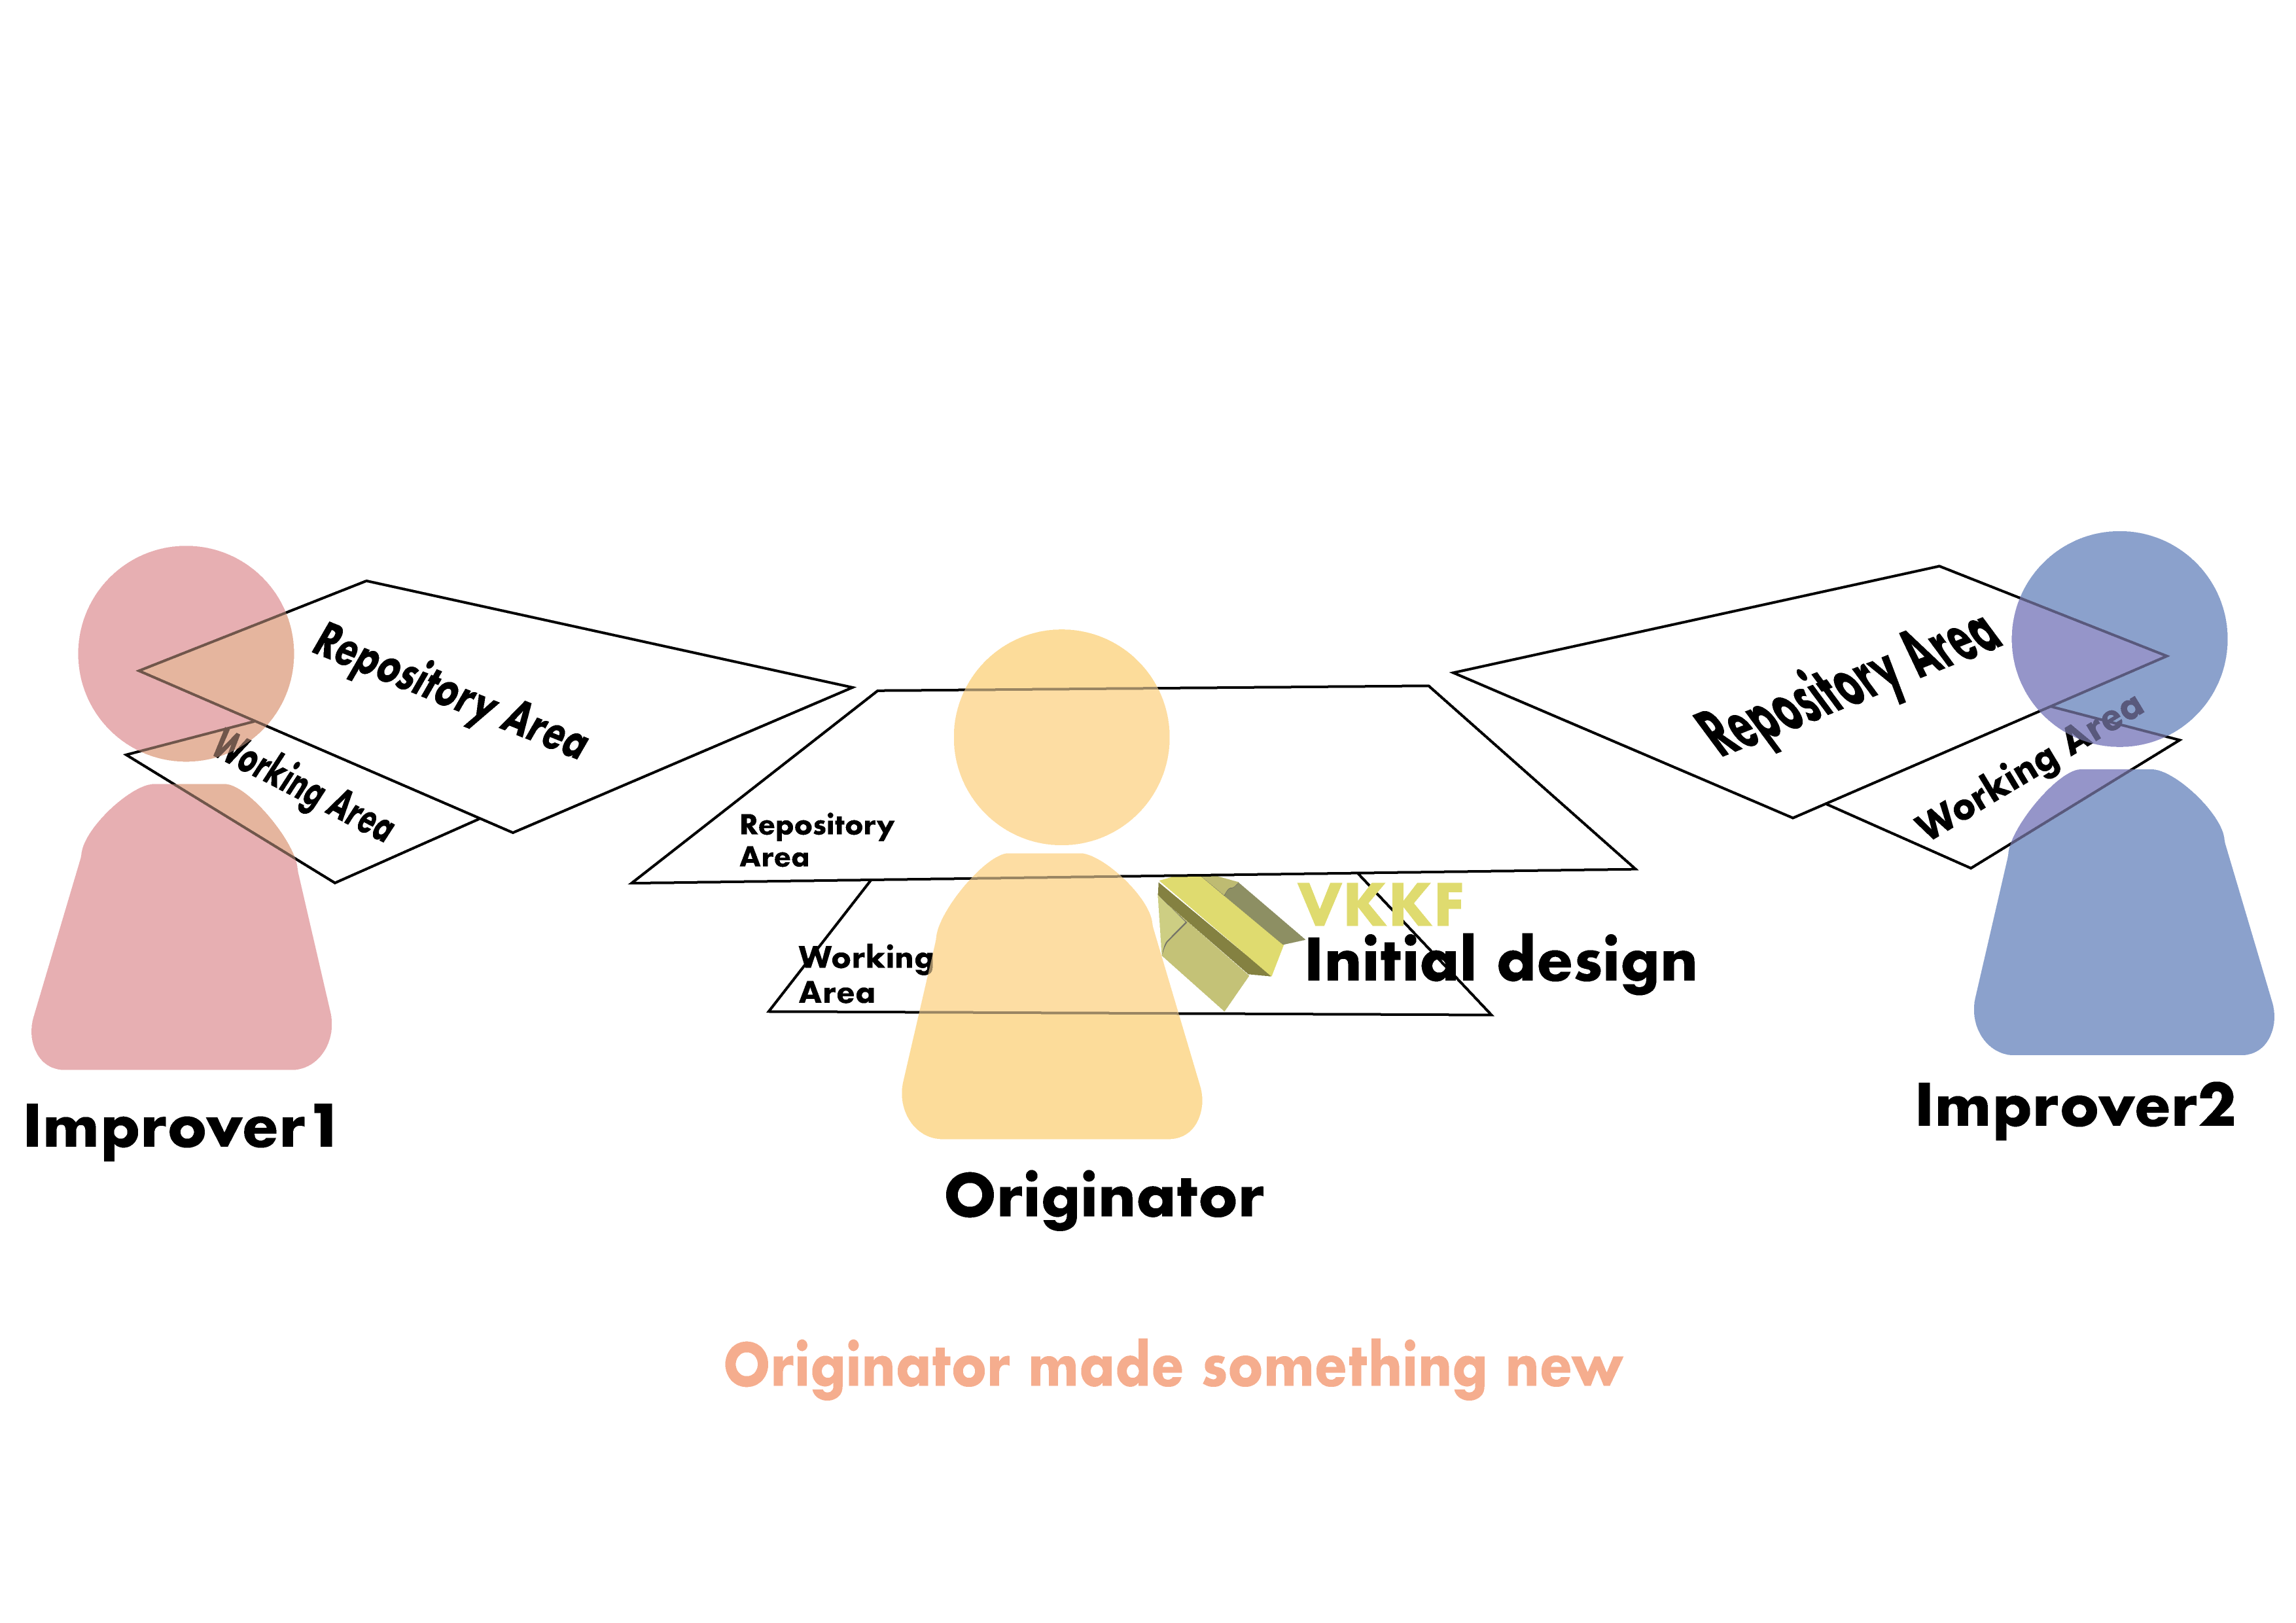 Repository Area
Working Area
Repository Area
Working Area
Repository
Area
Working
Area
VKKF
Initial design
Improver1
Improver2
Originator
Originator made something new